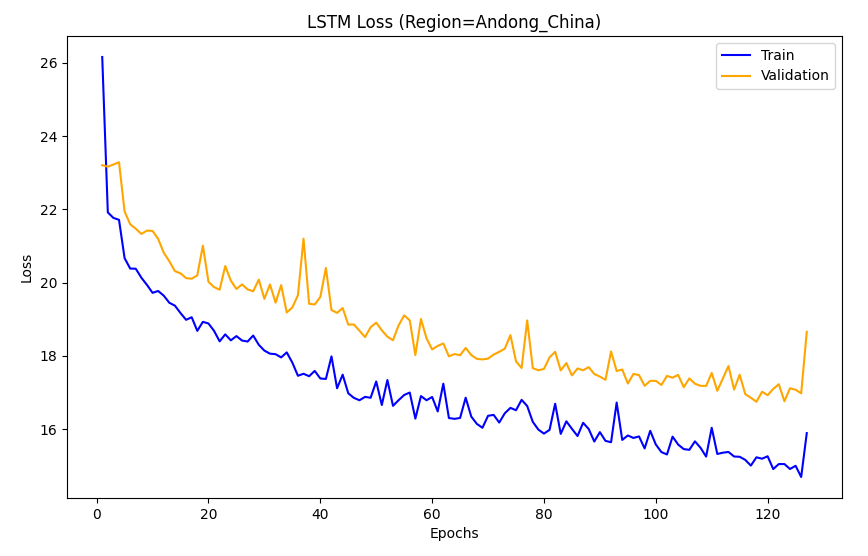 LSTM Loss (Region=Andong_China)
Train
Validation
Loss
26
24
22
20
18
16
0 20 40 60 80 100 120
Epochs